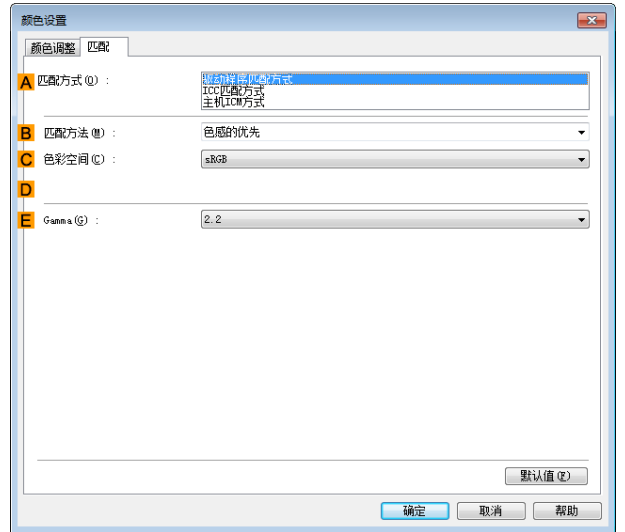 颜色设置
颜色调整 匹配
A 匹配方式(O) : 驱动程序匹配方式
ICC匹配方式
主机ICM方式
B 匹配方法(M) : 色感的优先
C 色彩空间(C) : sRGB
D
E Gamma(G) : 2.2
默认值(F)
确定 取消 帮助